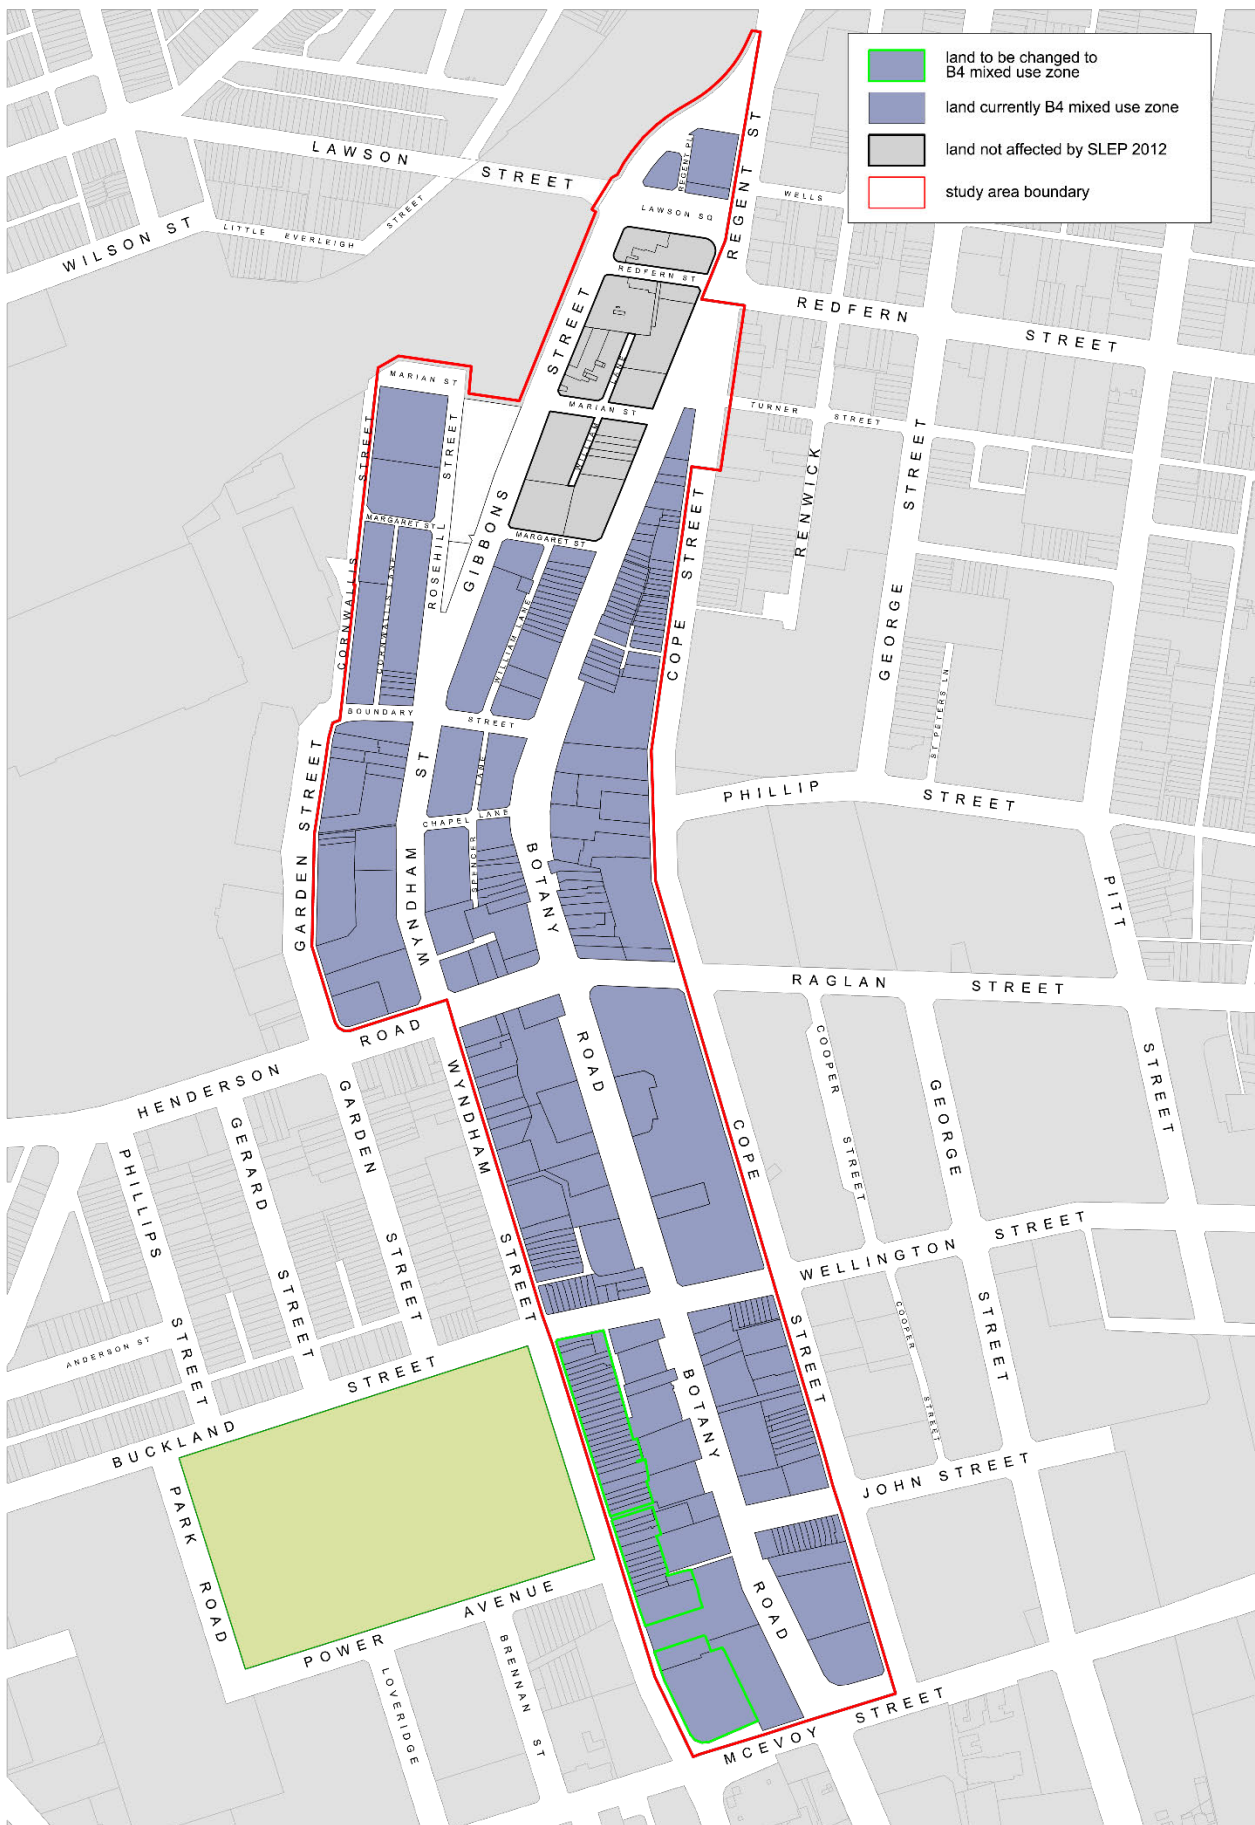 land to be changed to
B4 mixed use zone
land currently B4 mixed use zone
land not affected by SLEP 2012
study area boundary
LAWSON STREET
WILSON ST
LITTLE EVERLEIGH STREET
REGENT PL
REGENT ST
WELLS
LAWSON SQ
REDFERN ST
REDFERN STREET
GIBBONS STREET
MARIAN ST
MARIAN ST
WILLIAM LANE
TURNER STREET
CORNWALLIS STREET
ROSEHILL STREET
MARGARET ST
MARGARET ST
CORNWALLIS LANE
WILLIAM LANE
COPE STREET
RENWICK
GEORGE STREET
ST PETERS LN
BOUNDARY STREET
GARDEN STREET
WYNDHAM ST
SPENCER LANE
CHAPEL LANE
BOTANY ROAD
PHILLIP STREET
PITT STREET
RAGLAN STREET
HENDERSON ROAD
COOPER STREET
GEORGE STREET
PHILLIPS STREET
GERARD STREET
GARDEN STREET
WYNDHAM STREET
COPE STREET
WELLINGTON STREET
COOPER STREET
ANDERSON ST
BUCKLAND STREET
BOTANY ROAD
JOHN STREET
PARK ROAD
POWER AVENUE
LOVERIDGE
BRENNAN ST
MCEVOY STREET